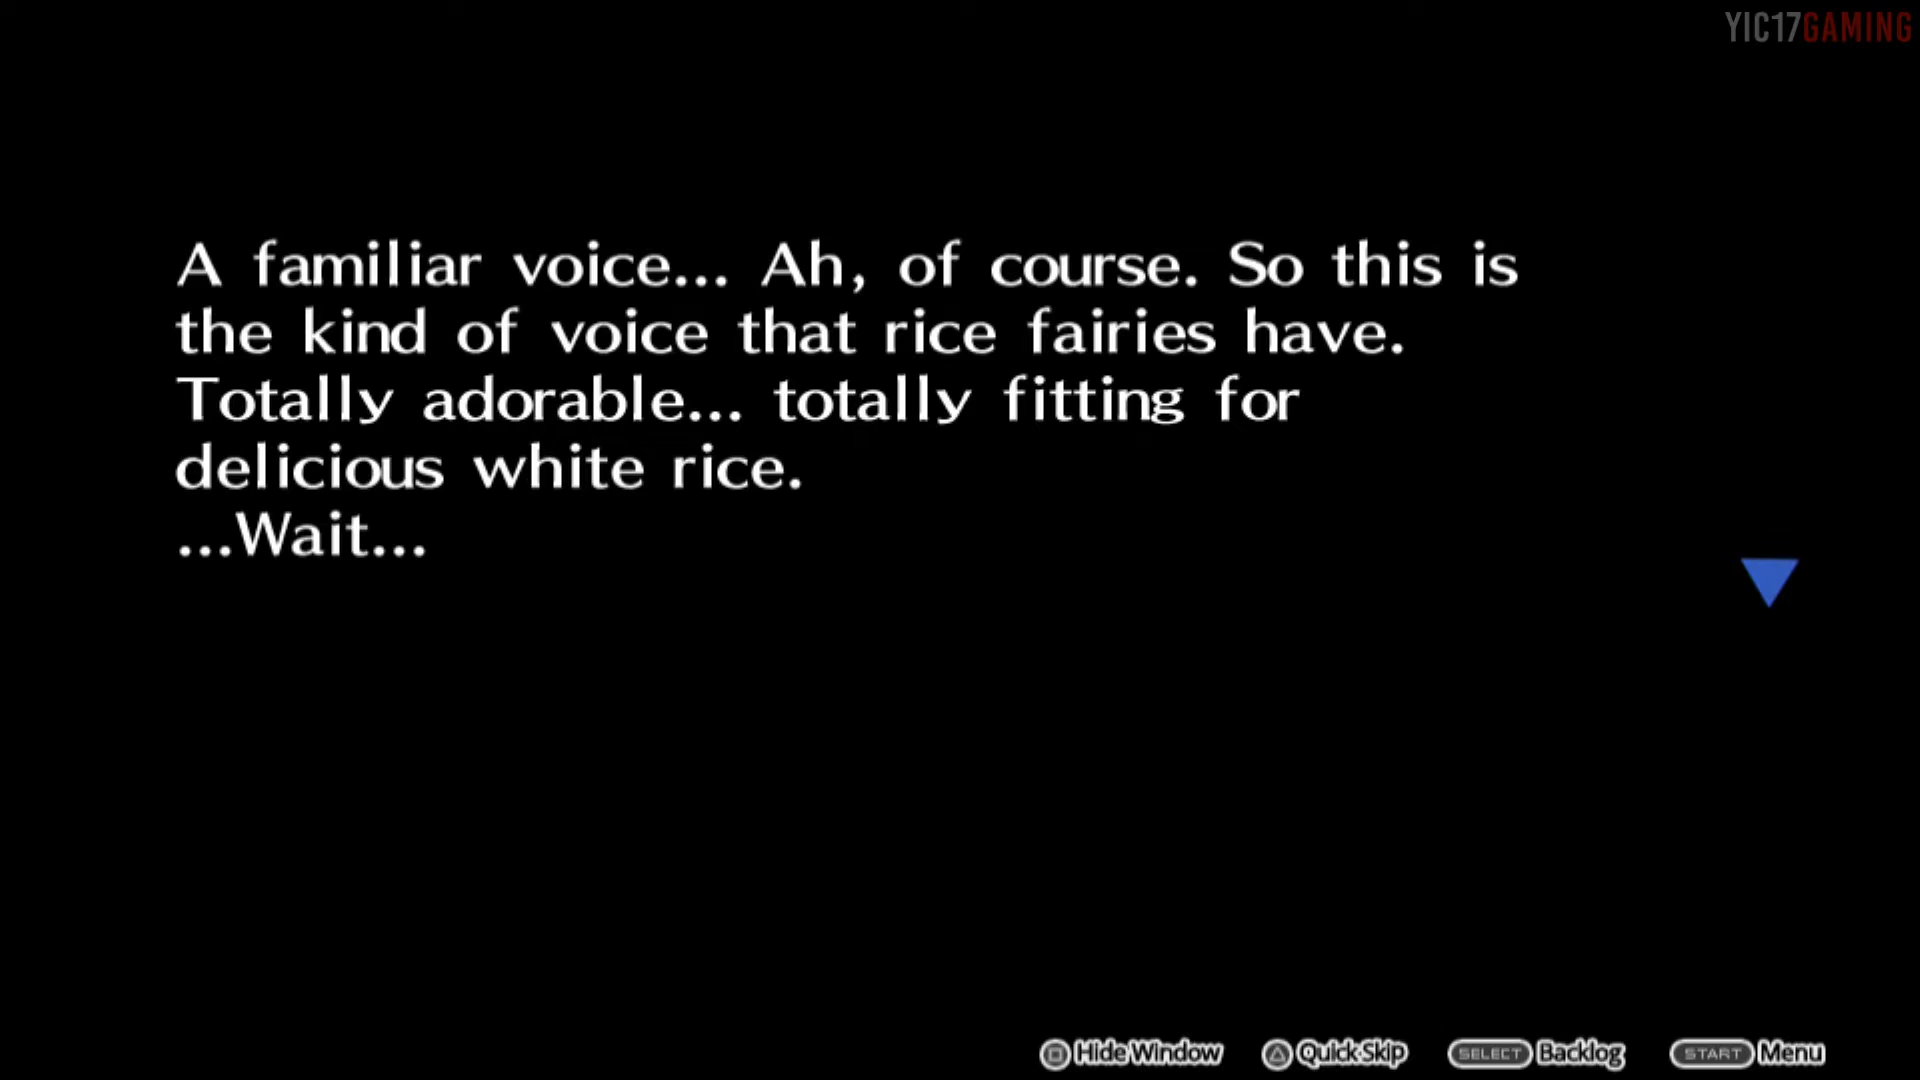 YIC17GAMING
A familiar voice... Ah, of course. So this is
the kind of voice that rice fairies have.
Totally adorable... totally fitting for
delicious white rice.
...Wait...
Hide Window Quick Skip SELECT Backlog START Menu